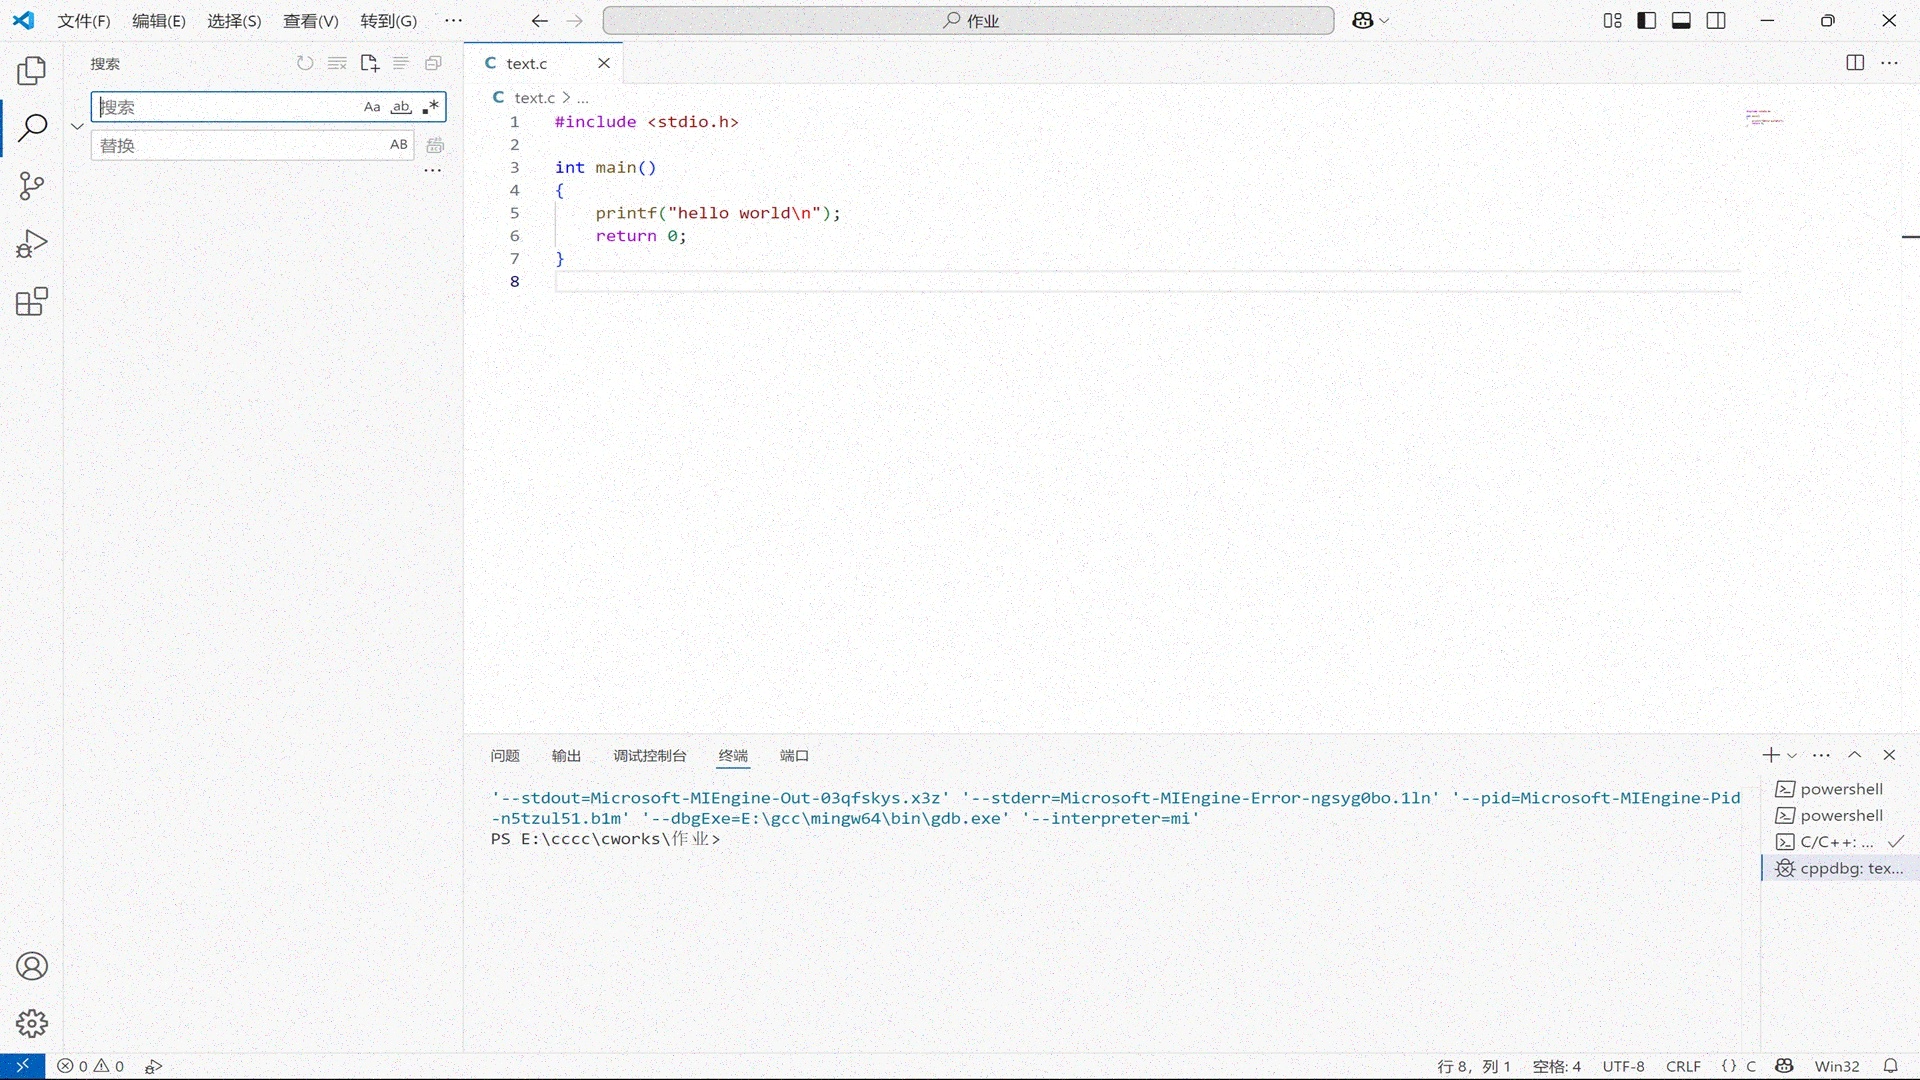 文件(F) 编辑(E) 选择(S) 查看(V) 转到(G) ··· 作业
搜索
text.c
搜索 Aa ab .*
替换 AB
text.c > ...
1 #include <stdio.h>
2
3 int main()
4 {
5 printf("hello world\n");
6 return 0;
7 }
8
问题 输出 调试控制台 终端 端口
'--stdout=Microsoft-MIEngine-Out-03qfskys.x3z' '--stderr=Microsoft-MIEngine-Error-ngsyg0bo.1ln' '--pid=Microsoft-MIEngine-Pid
-n5tzul51.b1m' '--dbgExe=E:\gcc\mingw64\bin\gdb.exe' '--interpreter=mi'
PS E:\cccc\cworks\作业>
powershell
powershell
C/C++: ...
cppdbg: tex...
0 0 行 8，列 1 空格: 4 UTF-8 CRLF {} C Win32